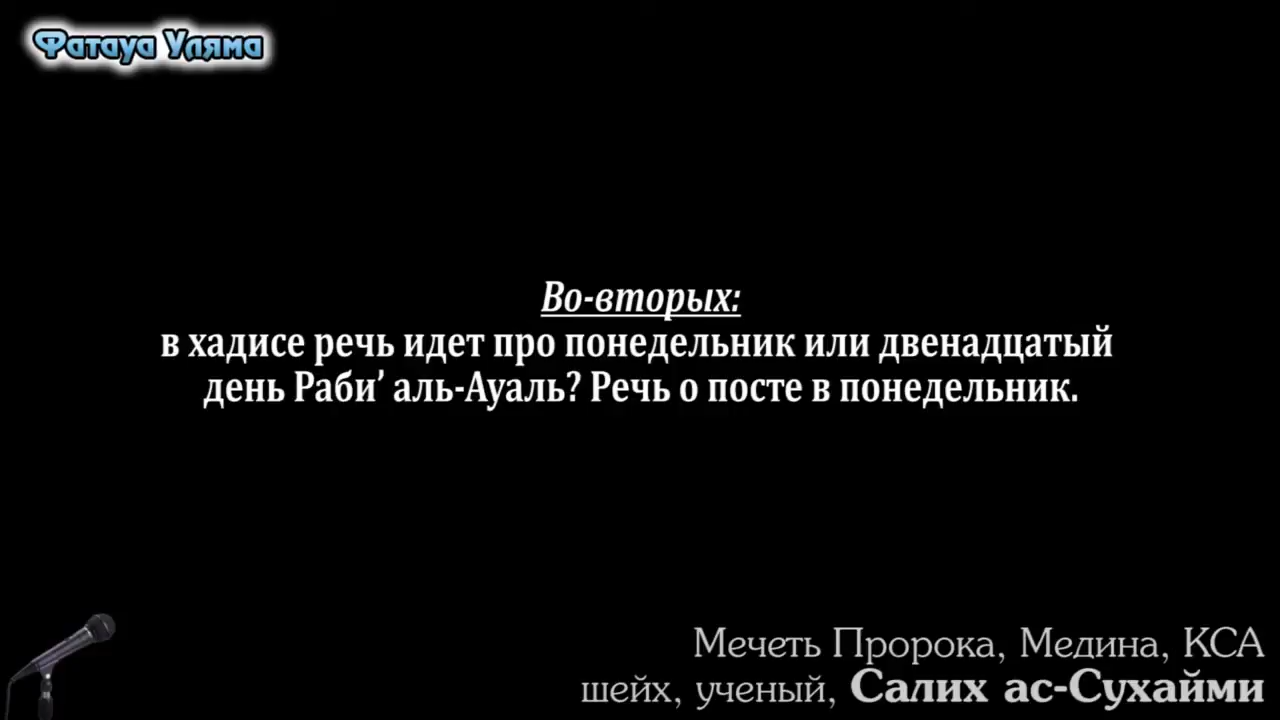 Фатауа Уляма
Во-вторых:
в хадисе речь идет про понедельник или двенадцатый
день Раби’ аль-Ауаль? Речь о посте в понедельник.
Мечеть Пророка, Медина, КСА
шейх, ученый, Салих ас-Сухайми